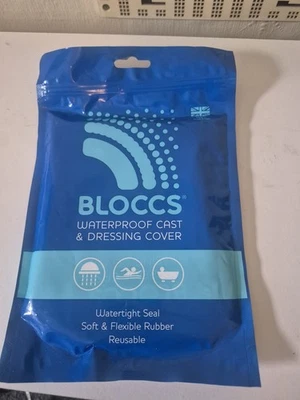 BLOCCS®
WATERPROOF CAST
& DRESSING COVER
Watertight Seal
Soft & Flexible Rubber
Reusable